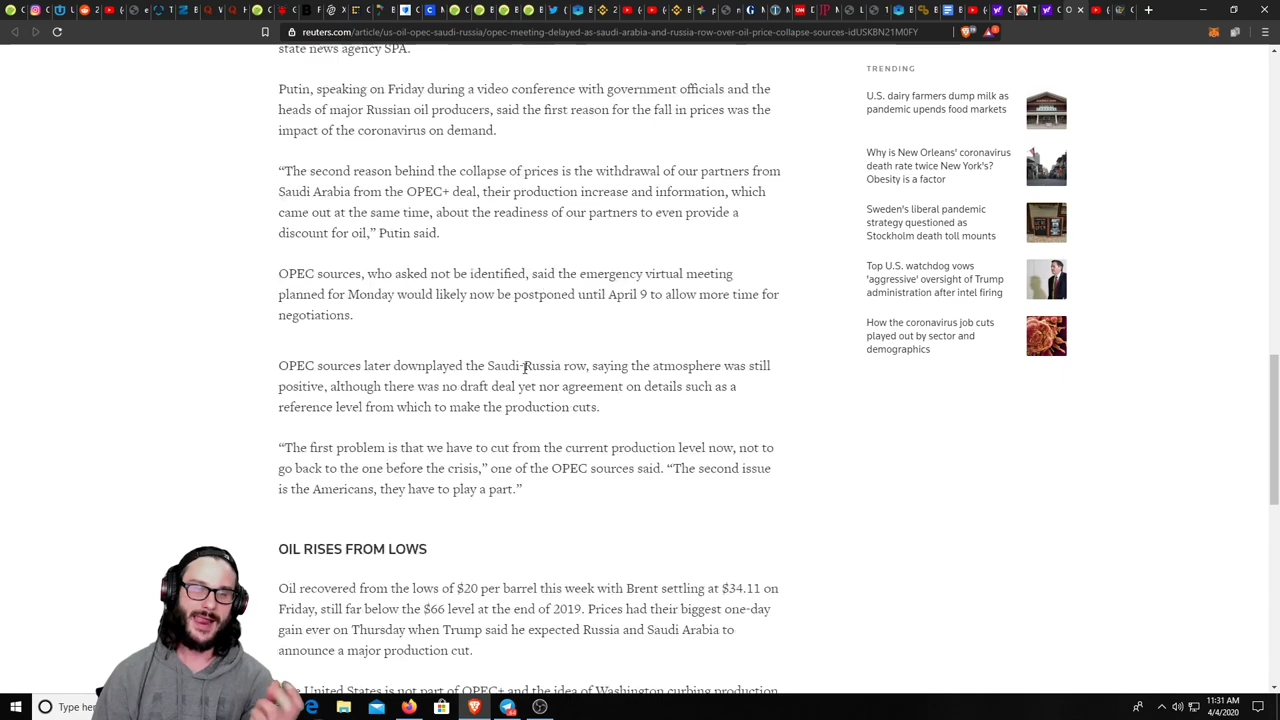 reuters.com/article/us-oil-opec-saudi-russia/opec-meeting-delayed-as-saudi-arabia-and-russia-row-over-oil-price-collapse-sources-idUSKBN21M0FY
state news agency SPA.
Putin, speaking on Friday during a video conference with government officials and the
heads of major Russian oil producers, said the first reason for the fall in prices was the
impact of the coronavirus on demand.
“The second reason behind the collapse of prices is the withdrawal of our partners from
Saudi Arabia from the OPEC+ deal, their production increase and information, which
came out at the same time, about the readiness of our partners to even provide a
discount for oil,” Putin said.
OPEC sources, who asked not be identified, said the emergency virtual meeting
planned for Monday would likely now be postponed until April 9 to allow more time for
negotiations.
OPEC sources later downplayed the Saudi-Russia row, saying the atmosphere was still
positive, although there was no draft deal yet nor agreement on details such as a
reference level from which to make the production cuts.
“The first problem is that we have to cut from the current production level now, not to
go back to the one before the crisis,” one of the OPEC sources said. “The second issue
is the Americans, they have to play a part.”
OIL RISES FROM LOWS
Oil recovered from the lows of $20 per barrel this week with Brent settling at $34.11 on
Friday, still far below the $66 level at the end of 2019. Prices had their biggest one-day
gain ever on Thursday when Trump said he expected Russia and Saudi Arabia to
announce a major production cut.
United States is not part of OPEC+ and the idea of Washington curbing production
TRENDING
U.S. dairy farmers dump milk as
pandemic upends food markets
Why is New Orleans' coronavirus
death rate twice New York's?
Obesity is a factor
Sweden's liberal pandemic
strategy questioned as
Stockholm death toll mounts
Top U.S. watchdog vows
'aggressive' oversight of Trump
administration after intel firing
How the coronavirus job cuts
played out by sector and
demographics
Type here
11:31 AM
4/4/2020